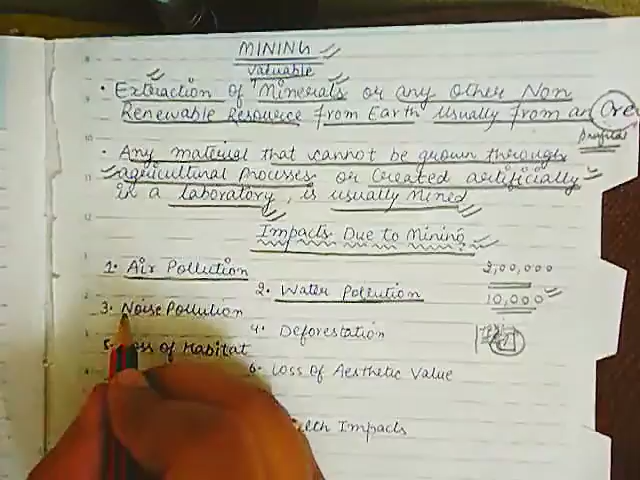 MINING
Valuable
• Extraction of Minerals or any other Non
Renewable Resource from Earth Usually from an Ore
• Any material that cannot be grown through
agricultural processes or Created artificially
in a laboratory, is usually Mined
Impacts Due to Mining
1. Air Pollution
2,00,000
2. Water Pollution
10,000
3. Noise Pollution
4. Deforestation
5. Loss of Habitat
6. Loss of Aesthetic Value
Impacts